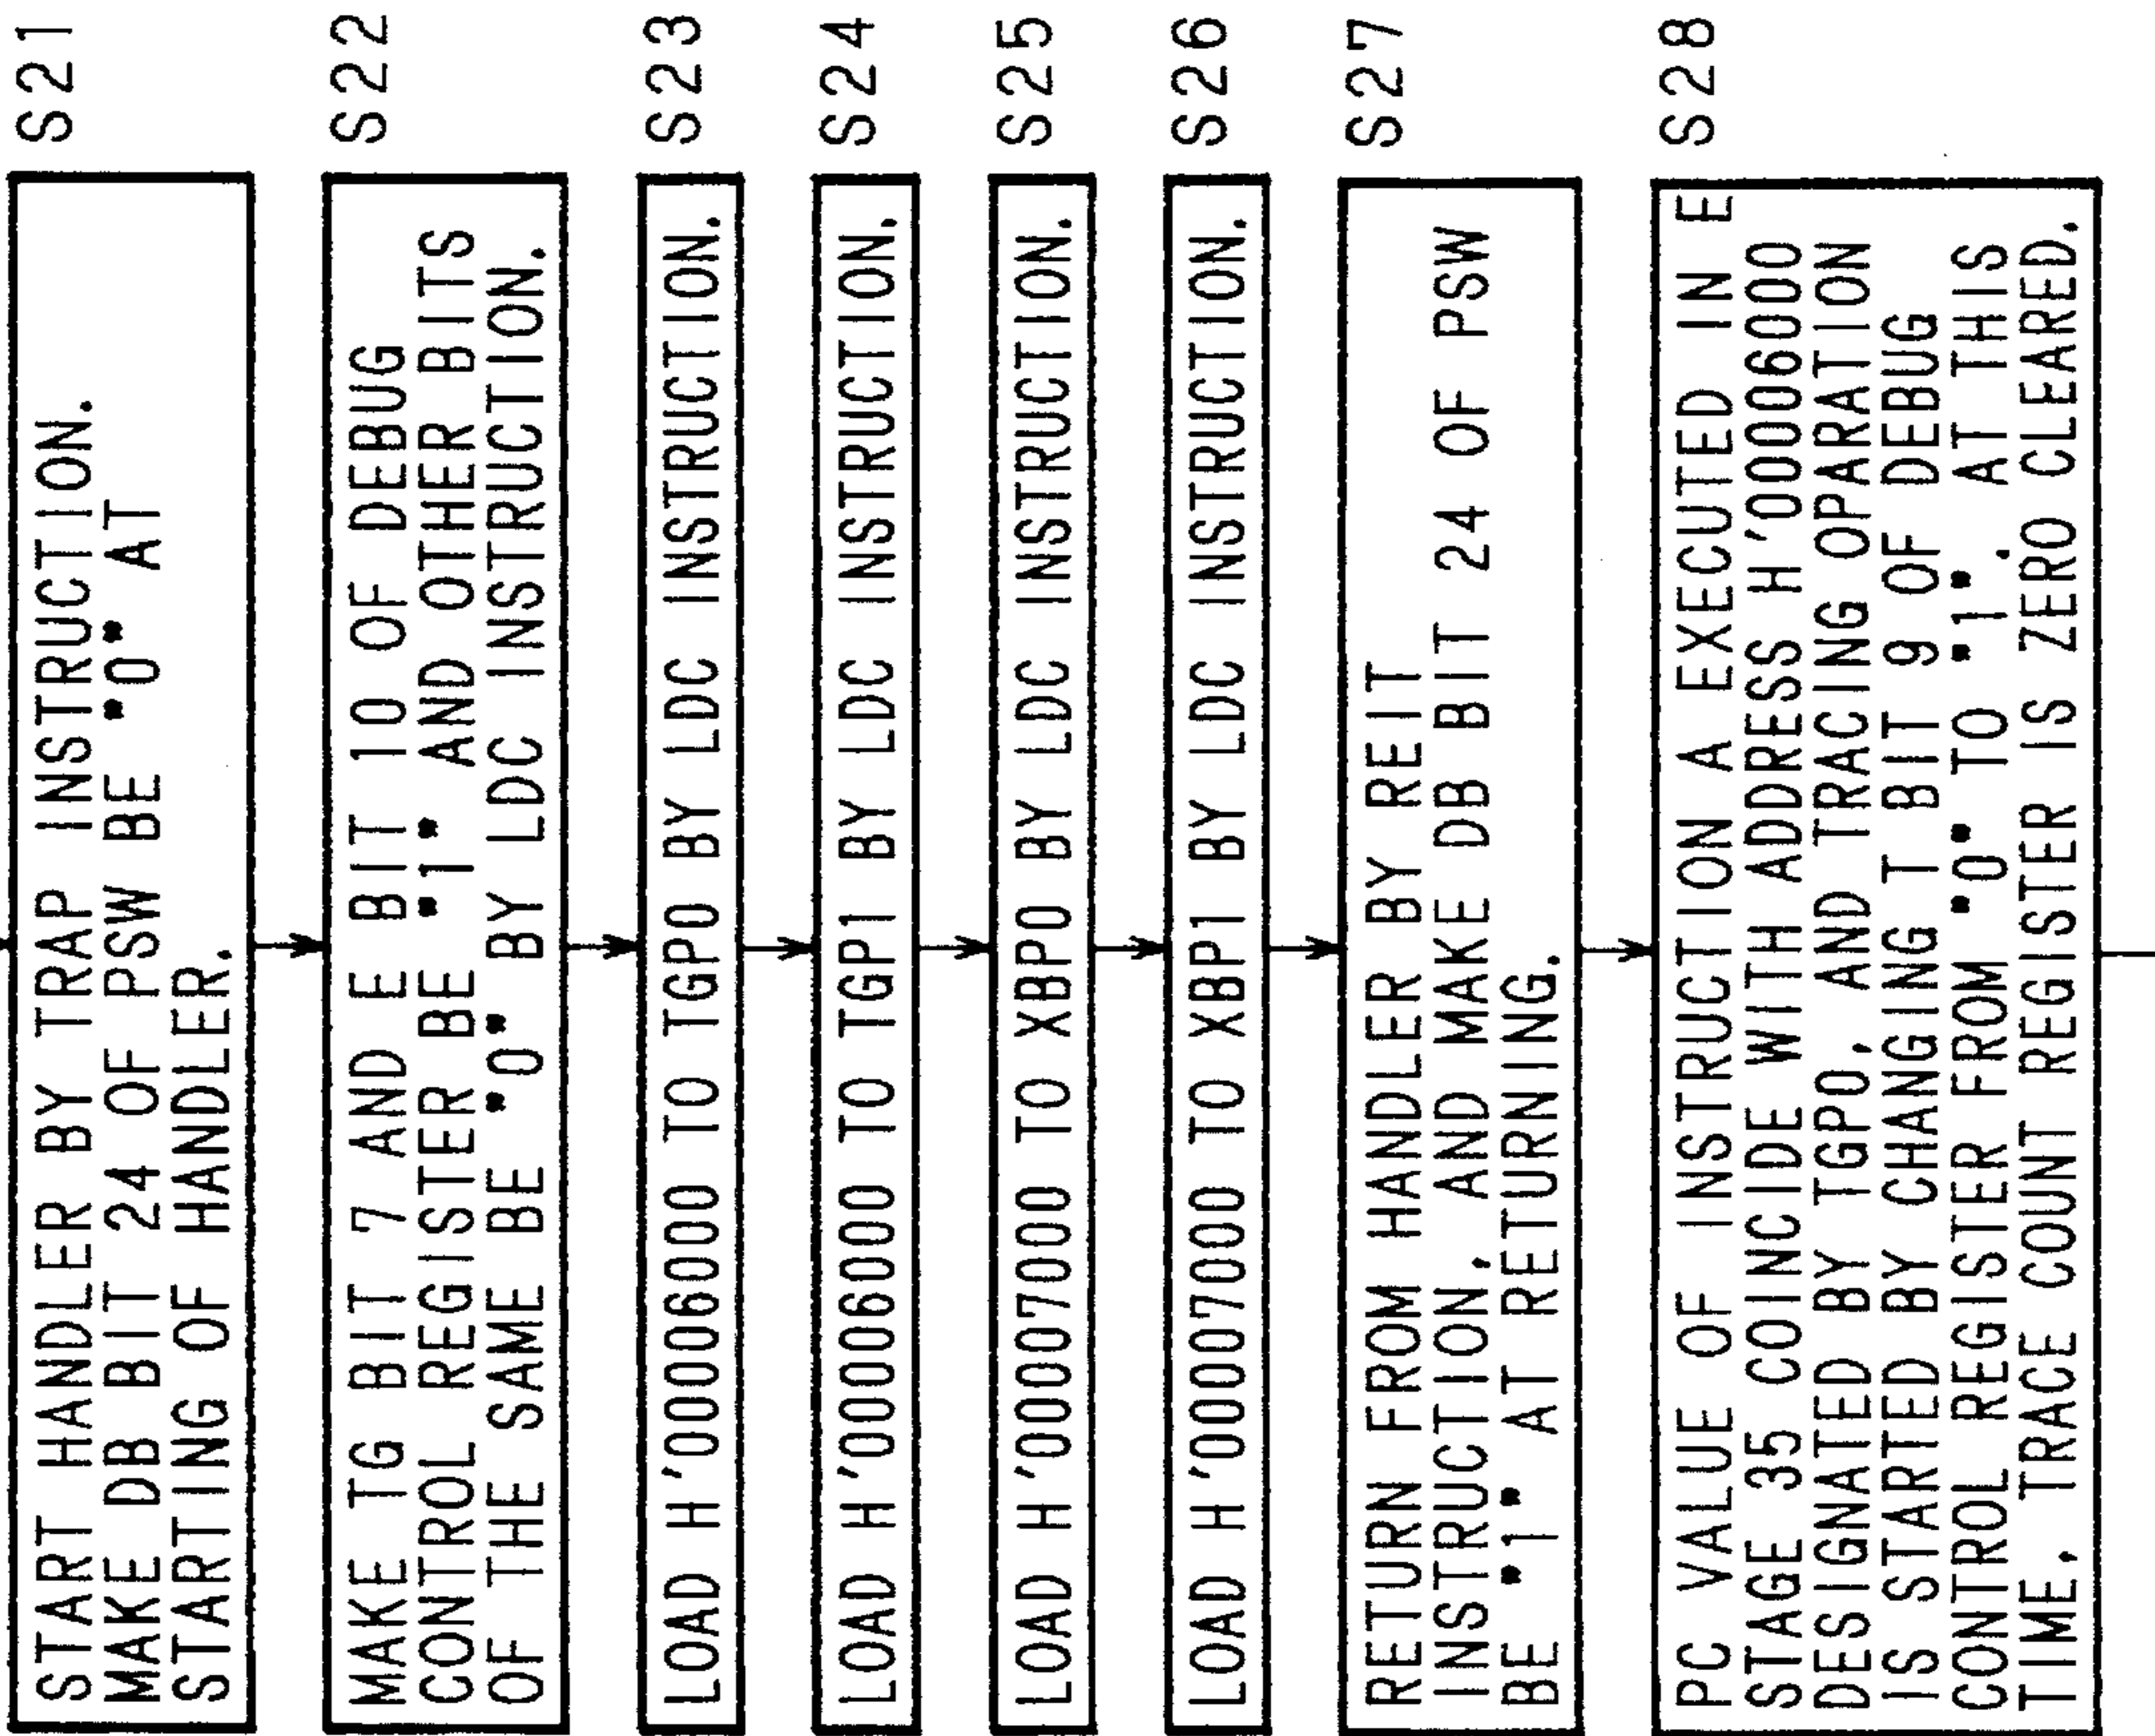 S21
START HANDLER BY TRAP INSTRUCTION.
MAKE DB BIT 24 OF PSW BE "0" AT
STARTING OF HANDLER.
S22
MAKE TG BIT 7 AND E BIT 10 OF DEBUG
CONTROL REGISTER BE "1" AND OTHER BITS
OF THE SAME BE "0" BY LDC INSTRUCTION.
S23
LOAD H'00006000 TO TGP0 BY LDC INSTRUCTION.
S24
LOAD H'00006000 TO TGP1 BY LDC INSTRUCTION.
S25
LOAD H'00007000 TO XBP0 BY LDC INSTRUCTION.
S26
LOAD H'00007000 TO XBP1 BY LDC INSTRUCTION.
S27
RETURN FROM HANDLER BY REIT
INSTRUCTION, AND MAKE DB BIT 24 OF PSW
BE "1" AT RETURNING.
S28
PC VALUE OF INSTRUCTION A EXECUTED IN E
STAGE 35 COINCIDE WITH ADDRESS H'00006000
DESIGNATED BY TGP0, AND TRACING OPARATION
IS STARTED BY CHANGING T BIT 9 OF DEBUG
CONTROL REGISTER FROM "0" TO "1". AT THIS
TIME, TRACE COUNT REGISTER IS ZERO CLEARED.